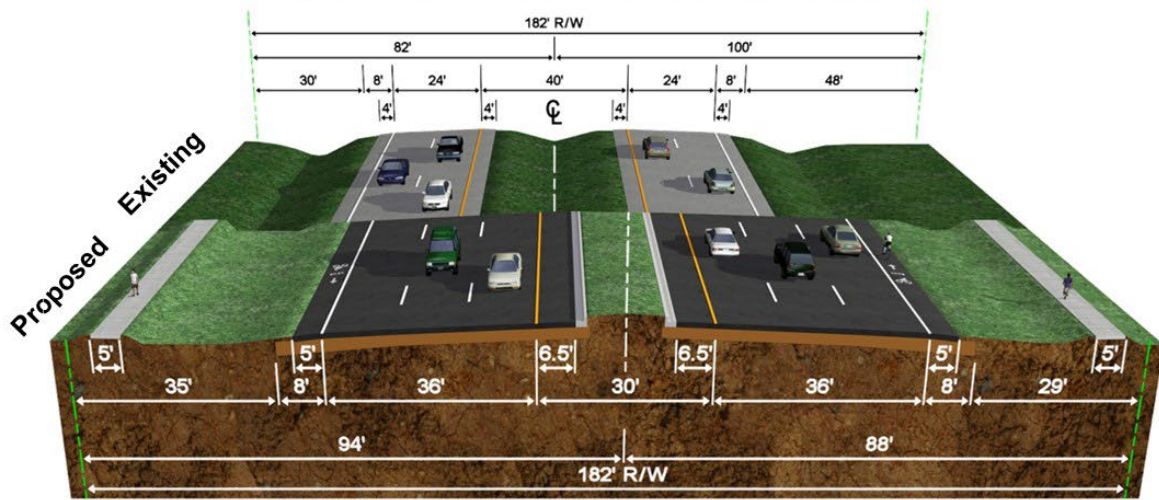 182' R/W
82' 100'
30' 8' 24' 40' 24' 8' 48'
4' 4' ℄ 4' 4'
Existing
Proposed
5' 5' 6.5' 6.5' 5' 5'
35' 8' 36' 30' 36' 8' 29'
94' 88'
182' R/W